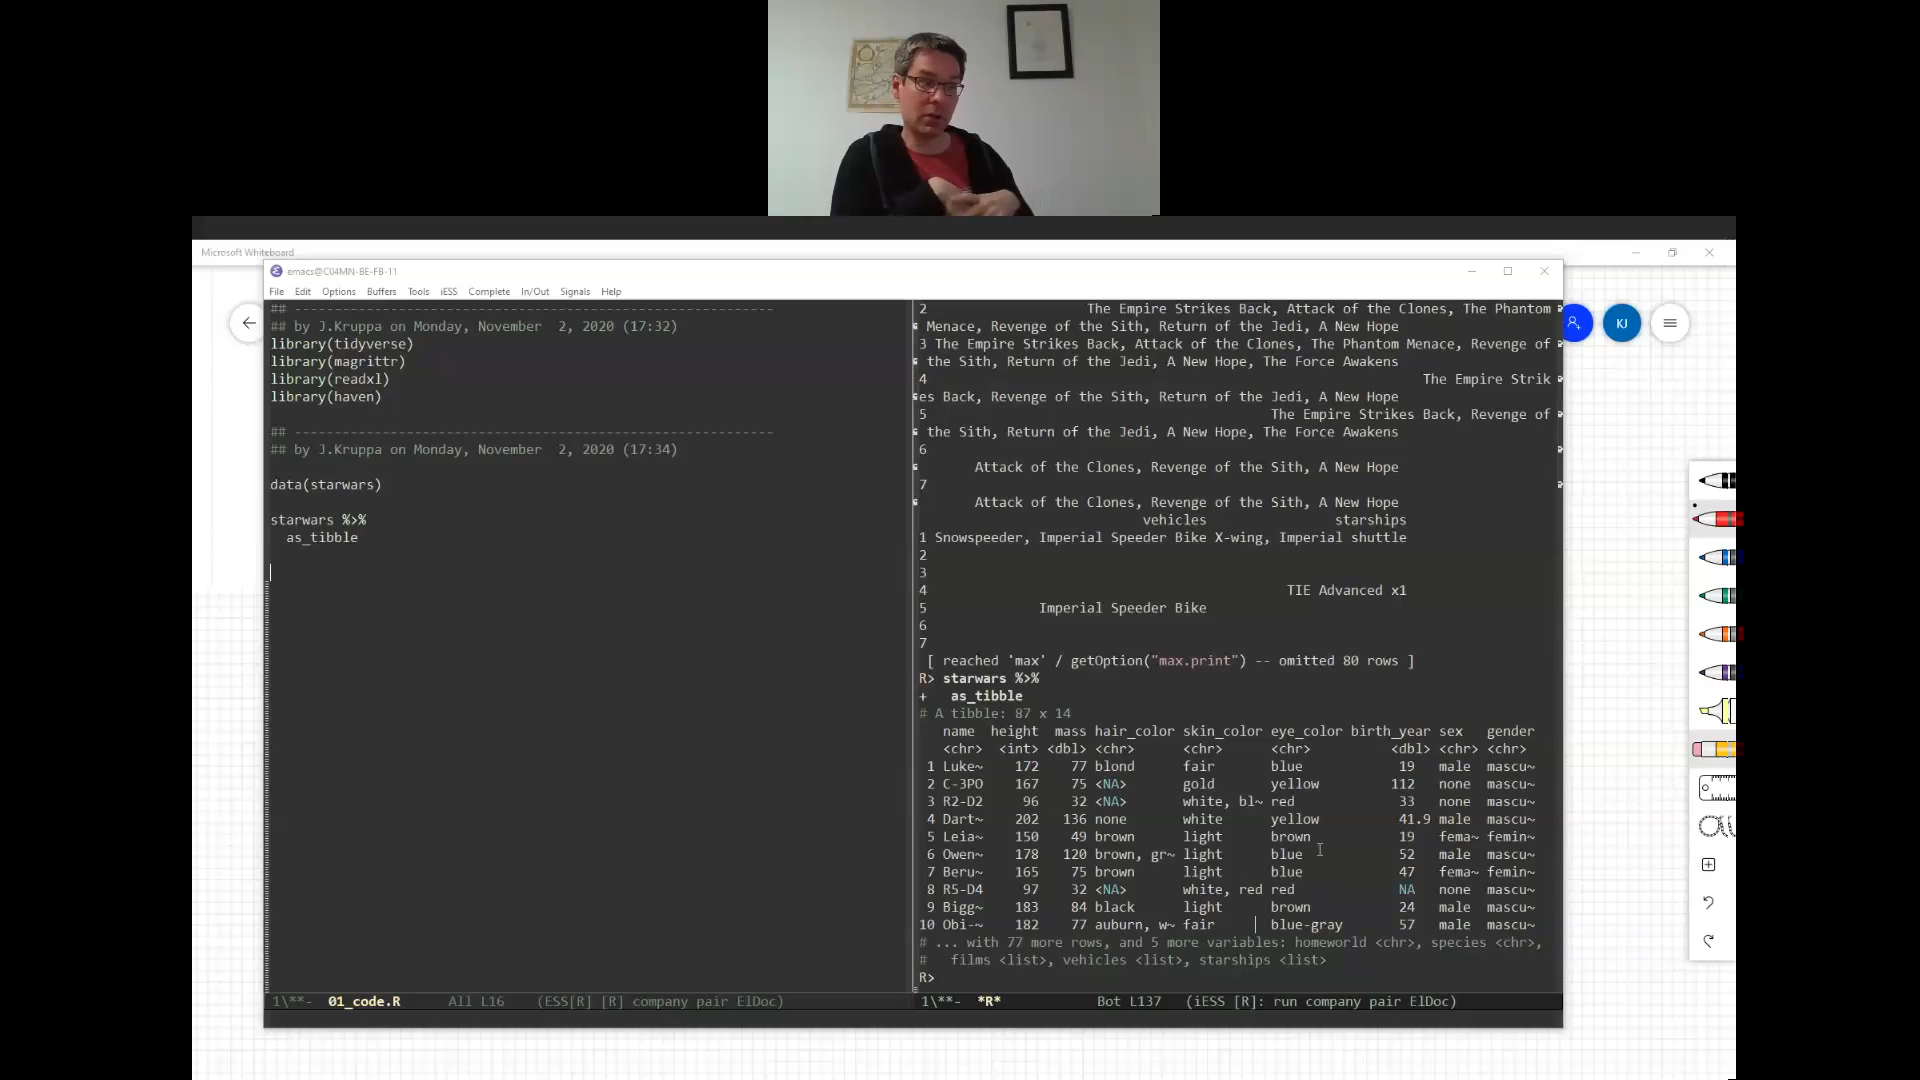 Microsoft Whiteboard
emacs@C04MN-BE-FB-11
File Edit Options Buffers Tools iESS Complete In/Out Signals Help
## ------------------------------------------------------------
## by J.Kruppa on Monday, November  2, 2020 (17:32)
library(tidyverse)
library(magrittr)
library(readxl)
library(haven)
## ------------------------------------------------------------
## by J.Kruppa on Monday, November  2, 2020 (17:34)
data(starwars)
starwars %>%
  as_tibble
1\**-  01_code.R      All L16    (ESS[R] [R] company pair ElDoc)
2                    The Empire Strikes Back, Attack of the Clones, The Phantom
Menace, Revenge of the Sith, Return of the Jedi, A New Hope
3 The Empire Strikes Back, Attack of the Clones, The Phantom Menace, Revenge of
the Sith, Return of the Jedi, A New Hope, The Force Awakens
4                                                              The Empire Strik
es Back, Revenge of the Sith, Return of the Jedi, A New Hope
5                                           The Empire Strikes Back, Revenge of
the Sith, Return of the Jedi, A New Hope, The Force Awakens
6
      Attack of the Clones, Revenge of the Sith, A New Hope
7
      Attack of the Clones, Revenge of the Sith, A New Hope
                            vehicles                starships
1 Snowspeeder, Imperial Speeder Bike X-wing, Imperial shuttle
2
3
4                                             TIE Advanced x1
5              Imperial Speeder Bike
6
7
 [ reached 'max' / getOption("max.print") -- omitted 80 rows ]
R> starwars %>%
+   as_tibble
# A tibble: 87 x 14
   name  height  mass hair_color skin_color eye_color birth_year sex   gender
   <chr>  <int> <dbl> <chr>      <chr>      <chr>          <dbl> <chr> <chr>
 1 Luke~    172    77 blond      fair       blue            19   male  mascu~
 2 C-3PO    167    75 <NA>       gold       yellow         112   none  mascu~
 3 R2-D2     96    32 <NA>       white, bl~ red             33   none  mascu~
 4 Dart~    202   136 none       white      yellow          41.9 male  mascu~
 5 Leia~    150    49 brown      light      brown           19   fema~ femin~
 6 Owen~    178   120 brown, gr~ light      blue            52   male  mascu~
 7 Beru~    165    75 brown      light      blue            47   fema~ femin~
 8 R5-D4     97    32 <NA>       white, red red             NA   none  mascu~
 9 Bigg~    183    84 black      light      brown           24   male  mascu~
10 Obi-~    182    77 auburn, w~ fair       blue-gray       57   male  mascu~
# ... with 77 more rows, and 5 more variables: homeworld <chr>, species <chr>,
#   films <list>, vehicles <list>, starships <list>
R>
1\**-  *R*            Bot L137   (iESS [R]: run company pair ElDoc)
KJ